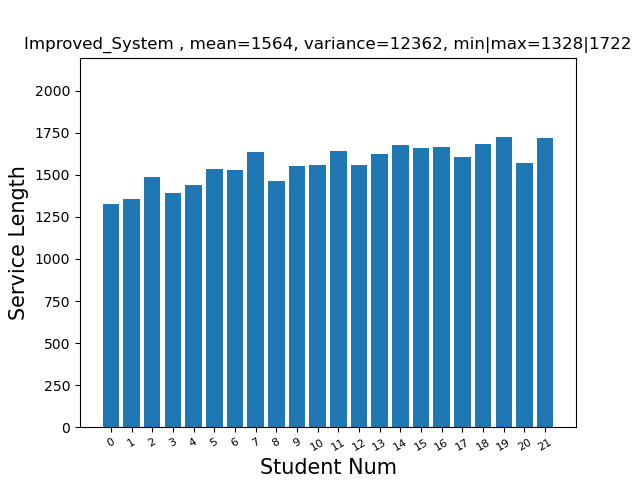 Improved_System , mean=1564, variance=12362, min|max=1328|1722
2000
1750
1500
1250
1000
750
500
250
0
Service Length
0 1 2 3 4 5 6 7 8 9 10 11 12 13 14 15 16 17 18 19 20 21
Student Num